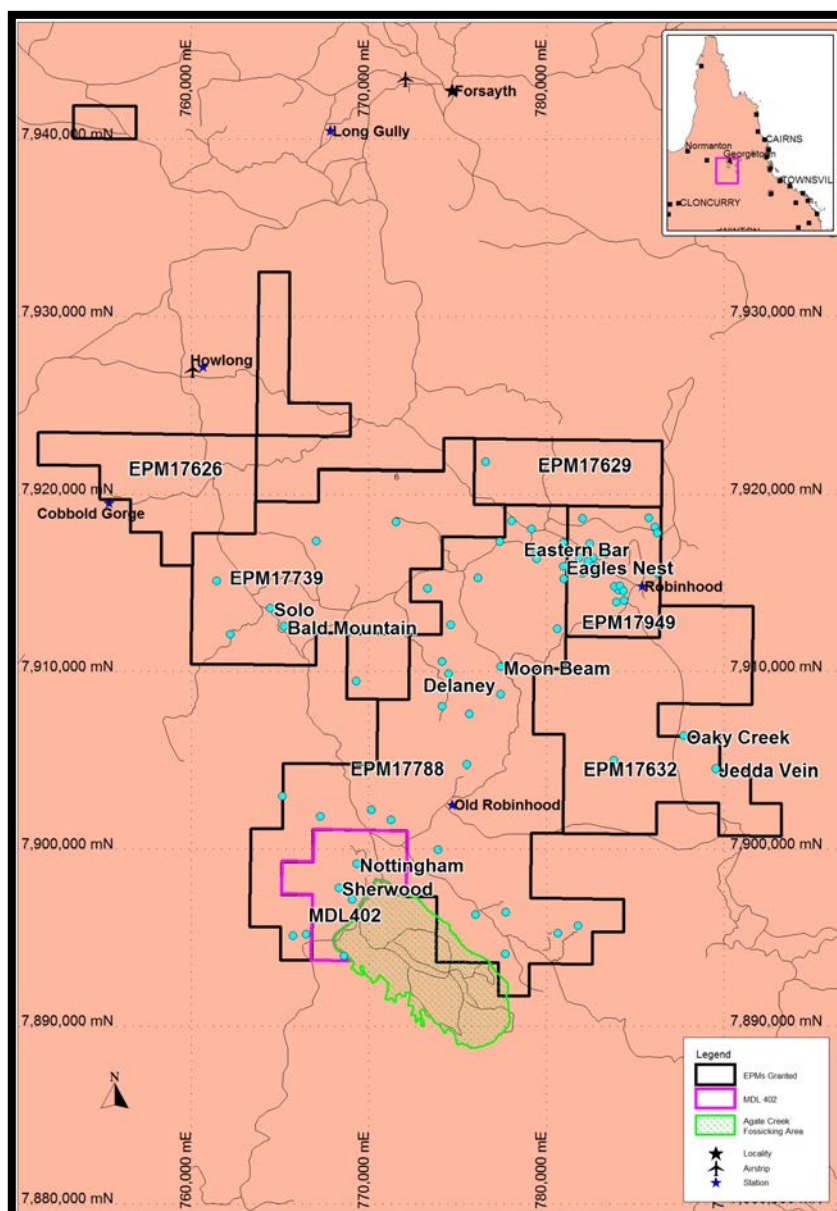 760,000 mE
770,000 mE
780,000 mE
Forsayth
Long Gully
7,940,000 mN
7,940,000 mN
Normanton
Georgetown
CAIRNS
TOWNSVIL
CLONCURRY
7,930,000 mN
7,930,000 mN
Howlong
EPM17626
EPM17629
6
7,920,000 mN
7,920,000 mN
Cobbold Gorge
Eastern Bar
EPM17739
Eagles Nest
Robinhood
Solo
Bald Mountain
EPM17949
7,910,000 mN
7,910,000 mN
Moon Beam
Delaney
Oaky Creek
EPM17788
EPM17632
Jedda Vein
Old Robinhood
7,900,000 mN
7,900,000 mN
Nottingham
Sherwood
MDL402
7,890,000 mN
7,890,000 mN
Legend
EPMs Granted
MDL 402
Agate Creek
Fossicking Area
Locality
Airstrip
Station
N
760,000 mE
770,000 mE
780,000 mE
7,880,000 mN